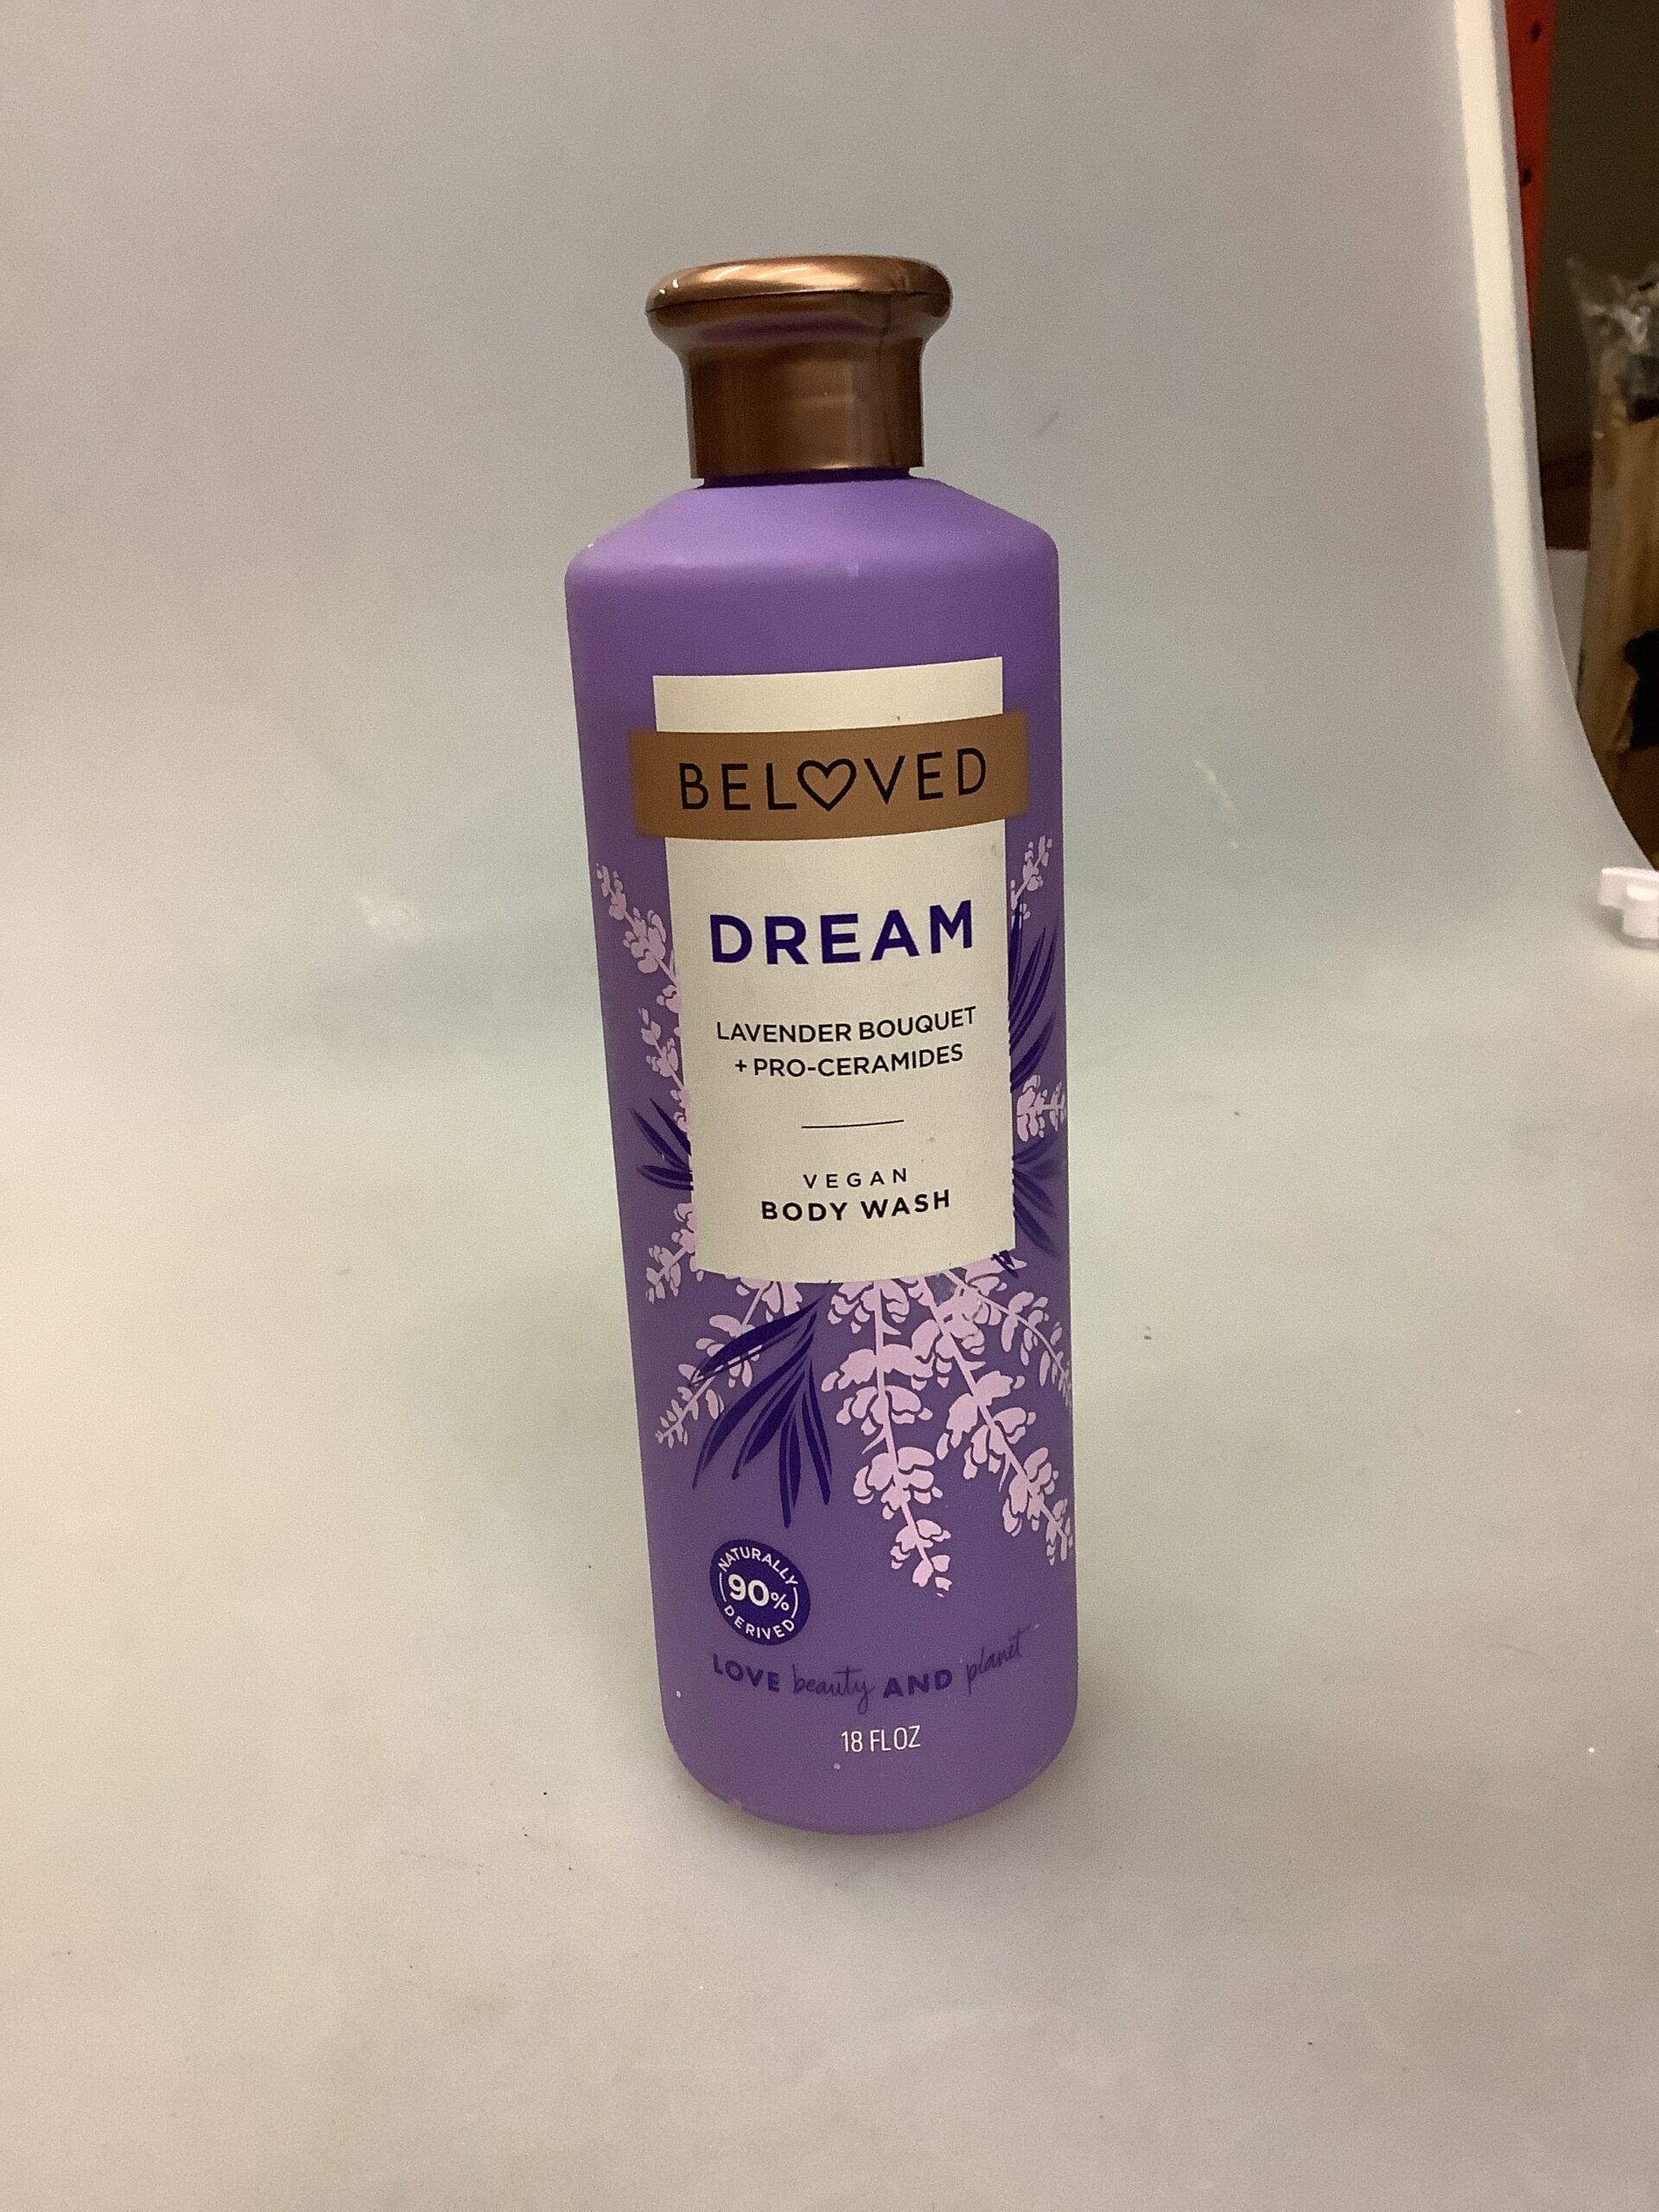 BELOVED
DREAM
LAVENDER BOUQUET
+ PRO-CERAMIDES
VEGAN
BODY WASH
NATURALLY
90%
DERIVED
LOVE beauty AND planet
18 FL OZ